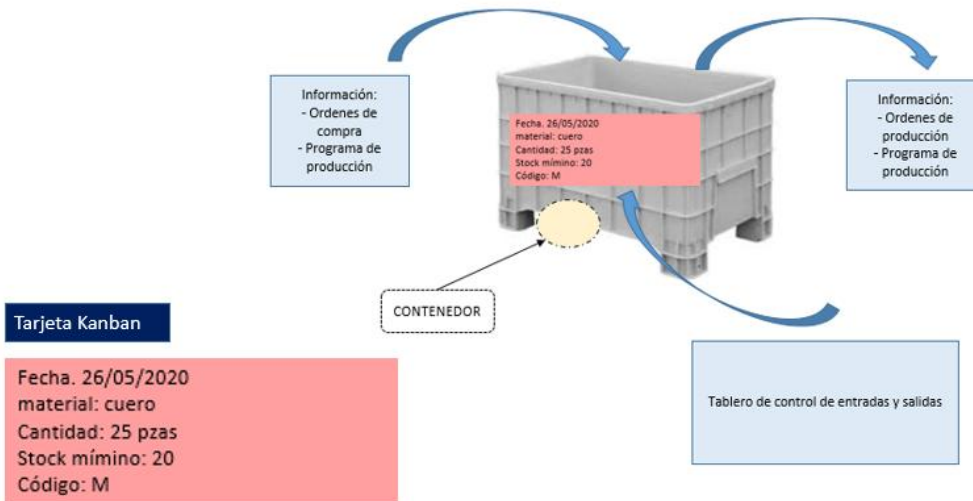 Información:
- Ordenes de
compra
- Programa de
producción
Fecha. 26/05/2020
material: cuero
Cantidad: 25 pzas
Stock mímino: 20
Código: M
Información:
- Ordenes de
producción
- Programa de
producción
CONTENEDOR
Tarjeta Kanban
Fecha. 26/05/2020
material: cuero
Cantidad: 25 pzas
Stock mímino: 20
Código: M
Tablero de control de entradas y salidas